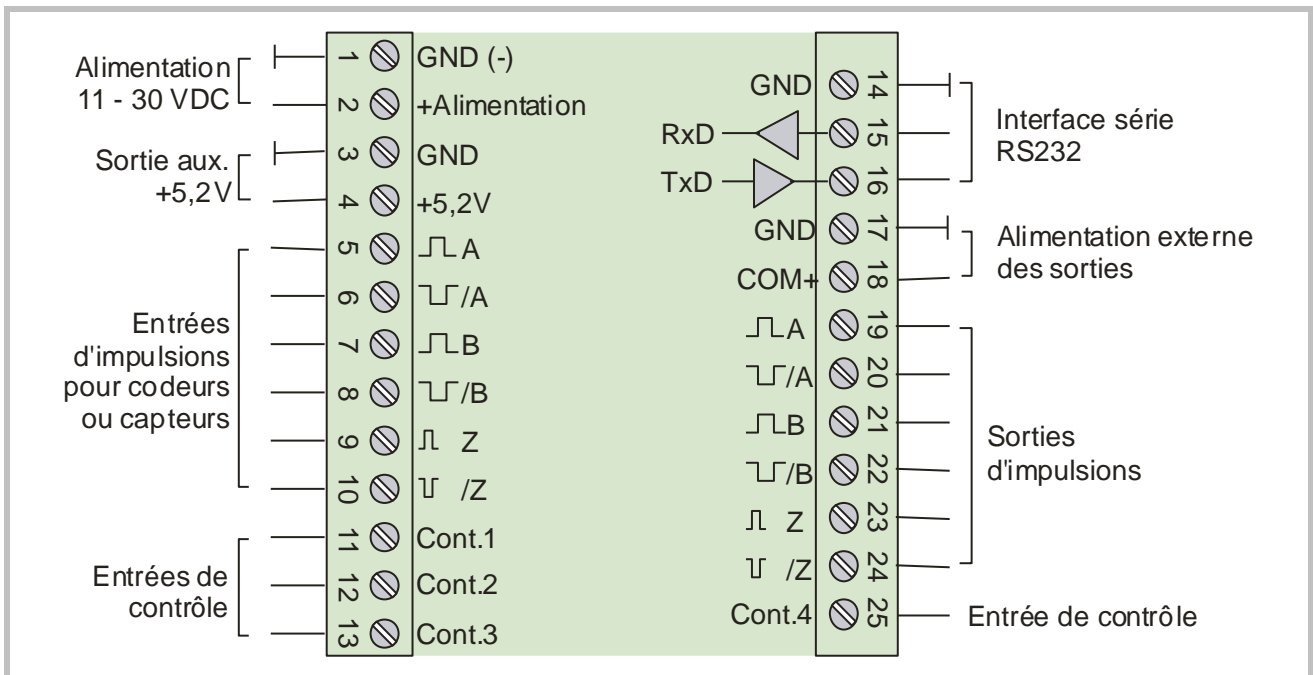 Alimentation
11 - 30 VDC
Sortie aux.
+5,2V
Entrées
d'impulsions
pour codeurs
ou capteurs
Entrées de
contrôle
1 GND (-)
2 +Alimentation
3 GND
4 +5,2V
5 A
6 /A
7 B
8 /B
9 Z
10 /Z
11 Cont.1
12 Cont.2
13 Cont.3
GND 14
RxD 15
TxD 16
GND 17
COM+ 18
A 19
/A 20
B 21
/B 22
Z 23
/Z 24
Cont.4 25
Interface série
RS232
Alimentation externe
des sorties
Sorties
d'impulsions
Entrée de contrôle